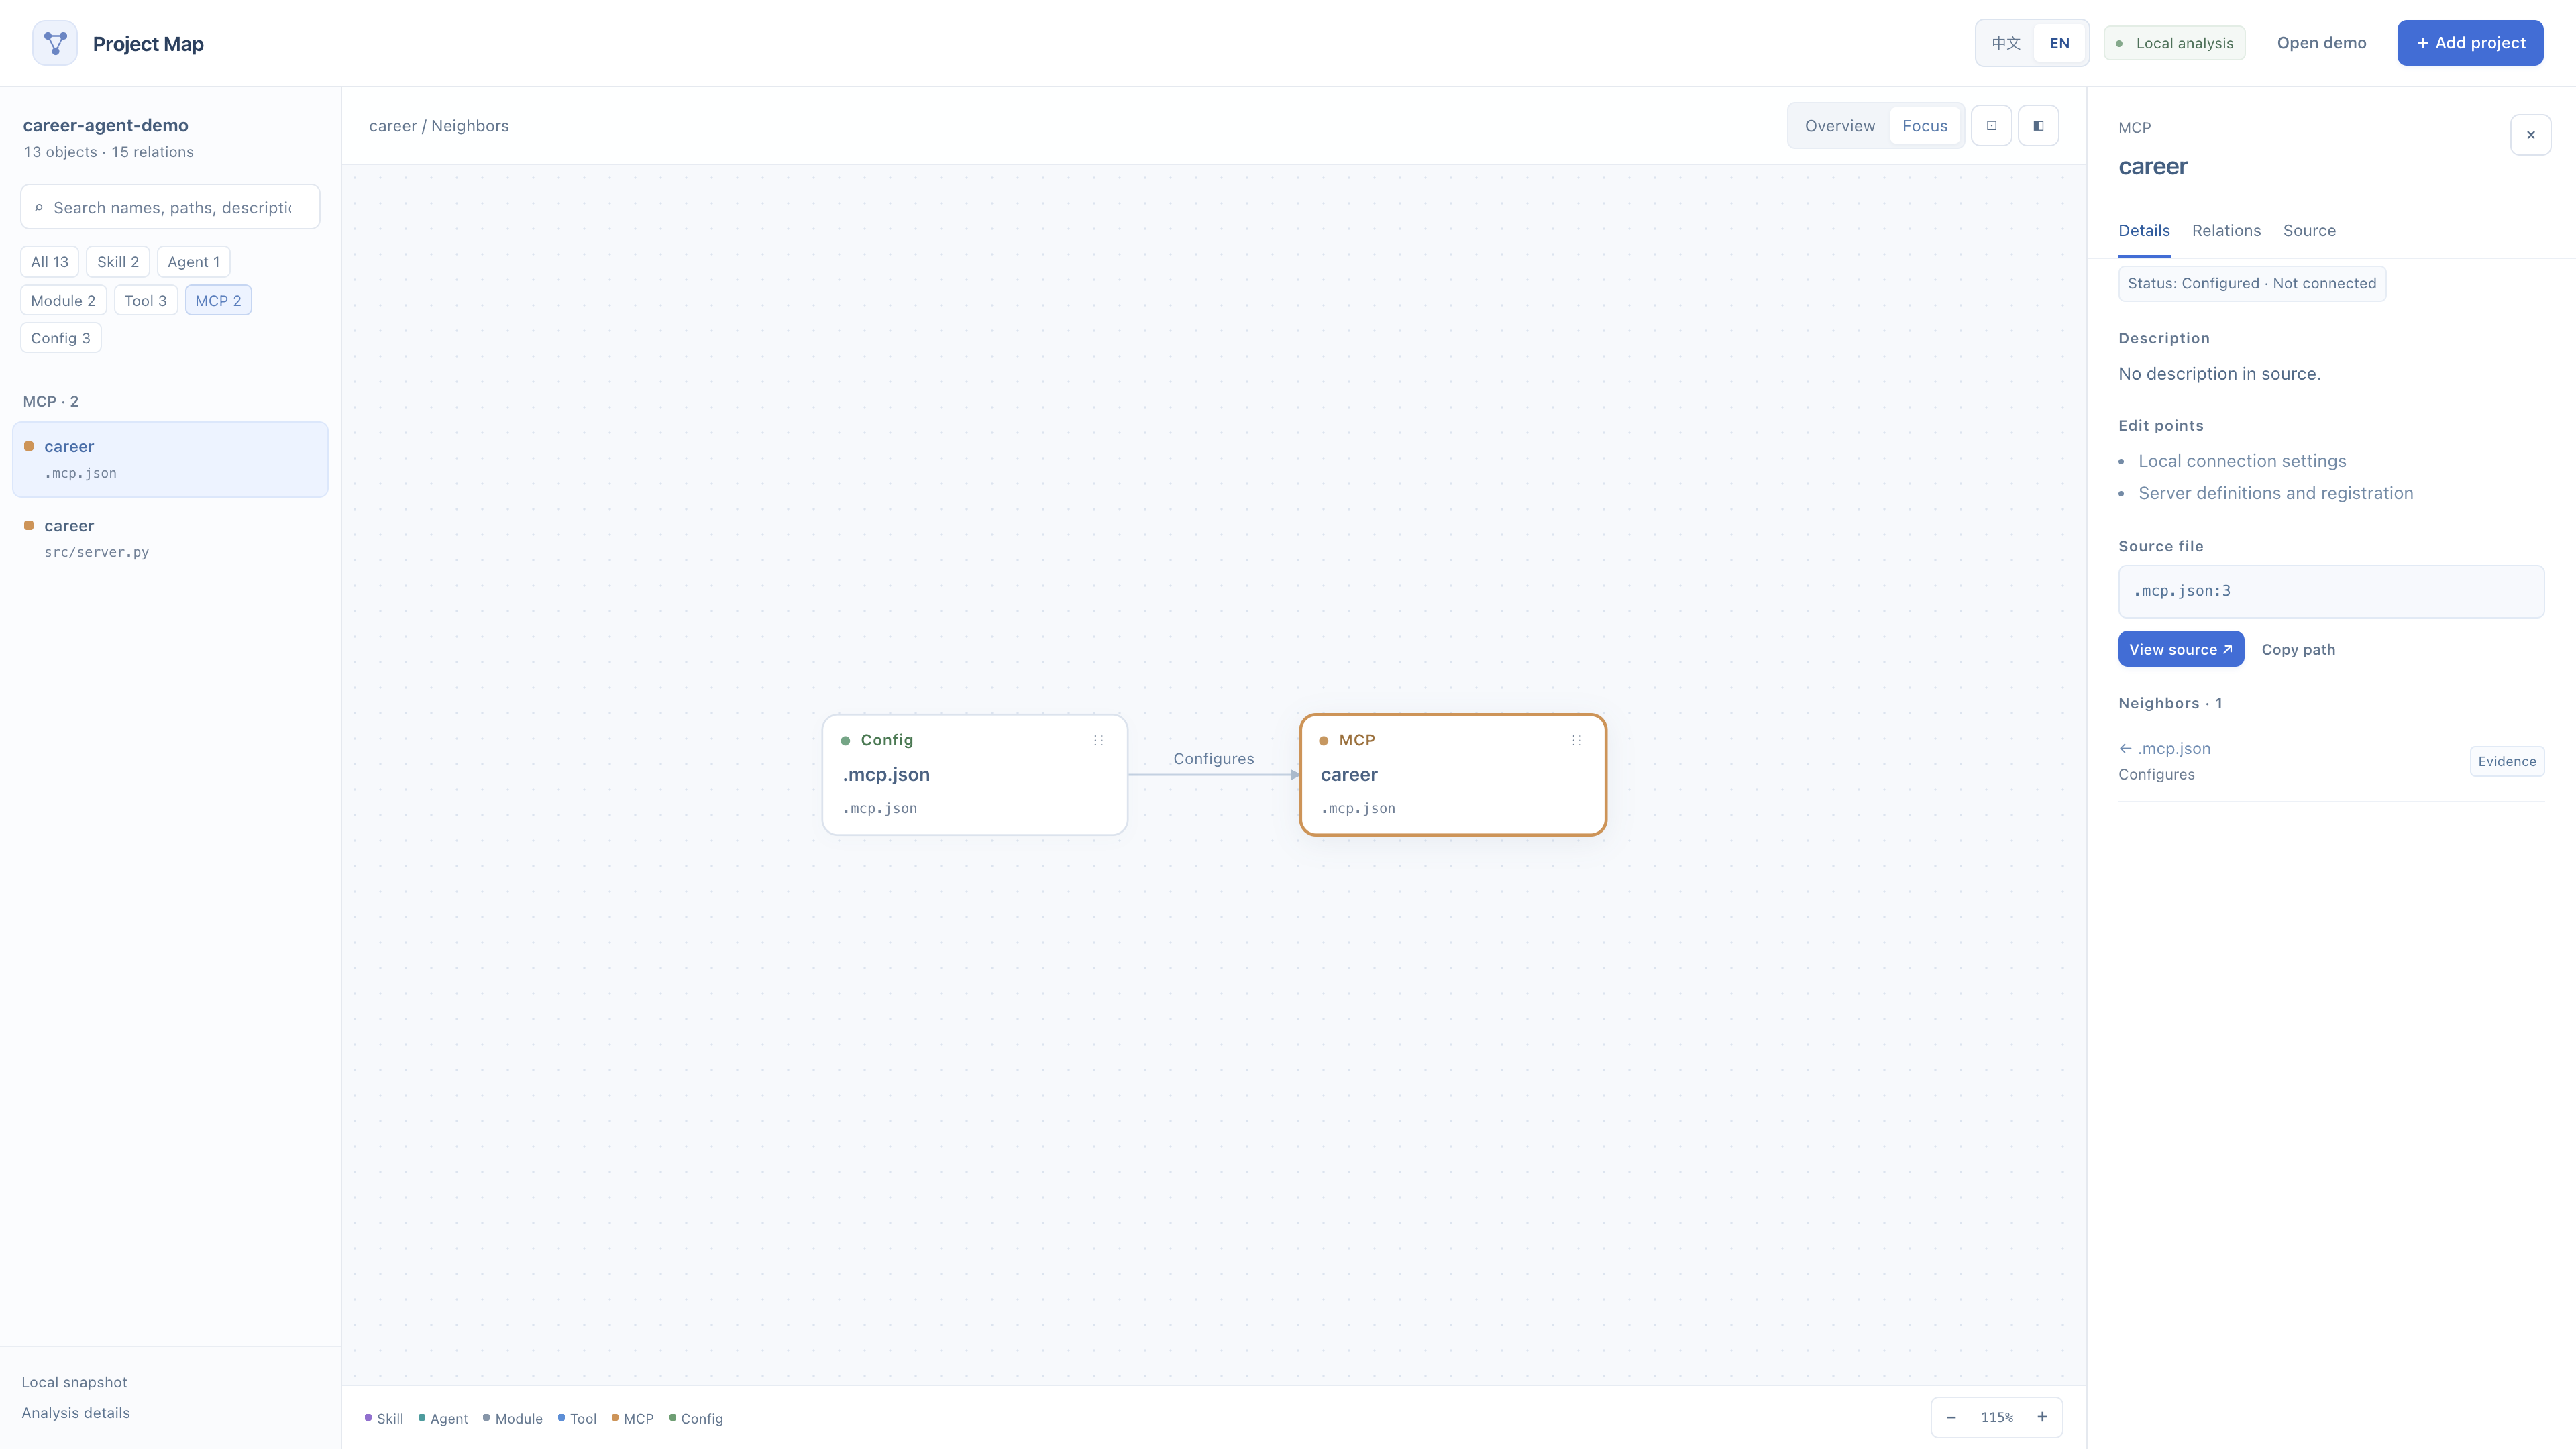 Project Map
中文 EN
Local analysis
Open demo
+ Add project
career-agent-demo
13 objects · 15 relations
Search names, paths, descriptic
All 13
Skill 2
Agent 1
Module 2
Tool 3
MCP 2
Config 3
MCP · 2
career
.mcp.json
career
src/server.py
Local snapshot
Analysis details
career / Neighbors
Overview
Focus
Config
.mcp.json
.mcp.json
Configures
MCP
career
.mcp.json
Skill
Agent
Module
Tool
MCP
Config
− 115% +
MCP
career
×
Details
Relations
Source
Status: Configured · Not connected
Description
No description in source.
Edit points
• Local connection settings
• Server definitions and registration
Source file
.mcp.json:3
View source ↗
Copy path
Neighbors · 1
← .mcp.json
Configures
Evidence